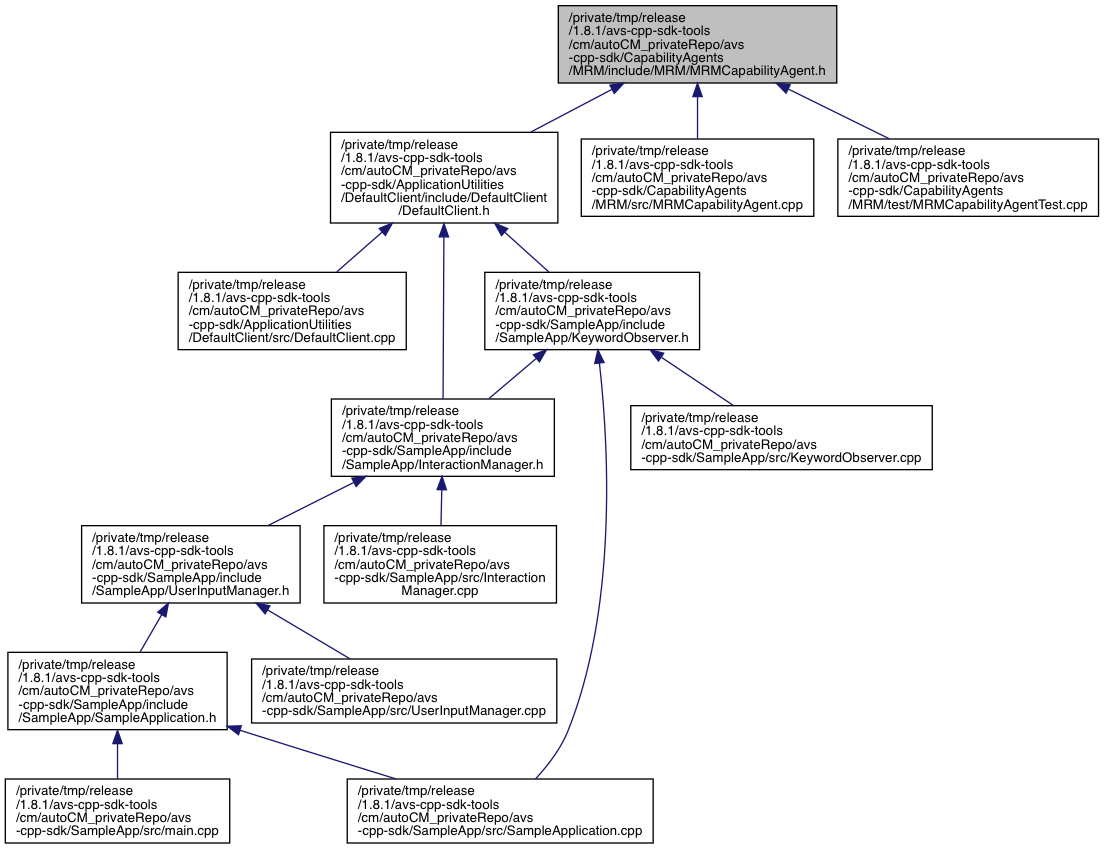 /private/tmp/release
/1.8.1/avs-cpp-sdk-tools
/cm/autoCM_privateRepo/avs
-cpp-sdk/CapabilityAgents
/MRM/include/MRM/MRMCapabilityAgent.h
/private/tmp/release
/1.8.1/avs-cpp-sdk-tools
/cm/autoCM_privateRepo/avs
-cpp-sdk/ApplicationUtilities
/DefaultClient/include/DefaultClient
/DefaultClient.h
/private/tmp/release
/1.8.1/avs-cpp-sdk-tools
/cm/autoCM_privateRepo/avs
-cpp-sdk/CapabilityAgents
/MRM/src/MRMCapabilityAgent.cpp
/private/tmp/release
/1.8.1/avs-cpp-sdk-tools
/cm/autoCM_privateRepo/avs
-cpp-sdk/CapabilityAgents
/MRM/test/MRMCapabilityAgentTest.cpp
/private/tmp/release
/1.8.1/avs-cpp-sdk-tools
/cm/autoCM_privateRepo/avs
-cpp-sdk/ApplicationUtilities
/DefaultClient/src/DefaultClient.cpp
/private/tmp/release
/1.8.1/avs-cpp-sdk-tools
/cm/autoCM_privateRepo/avs
-cpp-sdk/SampleApp/include
/SampleApp/KeywordObserver.h
/private/tmp/release
/1.8.1/avs-cpp-sdk-tools
/cm/autoCM_privateRepo/avs
-cpp-sdk/SampleApp/include
/SampleApp/InteractionManager.h
/private/tmp/release
/1.8.1/avs-cpp-sdk-tools
/cm/autoCM_privateRepo/avs
-cpp-sdk/SampleApp/src/KeywordObserver.cpp
/private/tmp/release
/1.8.1/avs-cpp-sdk-tools
/cm/autoCM_privateRepo/avs
-cpp-sdk/SampleApp/include
/SampleApp/UserInputManager.h
/private/tmp/release
/1.8.1/avs-cpp-sdk-tools
/cm/autoCM_privateRepo/avs
-cpp-sdk/SampleApp/src/Interaction
Manager.cpp
/private/tmp/release
/1.8.1/avs-cpp-sdk-tools
/cm/autoCM_privateRepo/avs
-cpp-sdk/SampleApp/include
/SampleApp/SampleApplication.h
/private/tmp/release
/1.8.1/avs-cpp-sdk-tools
/cm/autoCM_privateRepo/avs
-cpp-sdk/SampleApp/src/UserInputManager.cpp
/private/tmp/release
/1.8.1/avs-cpp-sdk-tools
/cm/autoCM_privateRepo/avs
-cpp-sdk/SampleApp/src/main.cpp
/private/tmp/release
/1.8.1/avs-cpp-sdk-tools
/cm/autoCM_privateRepo/avs
-cpp-sdk/SampleApp/src/SampleApplication.cpp